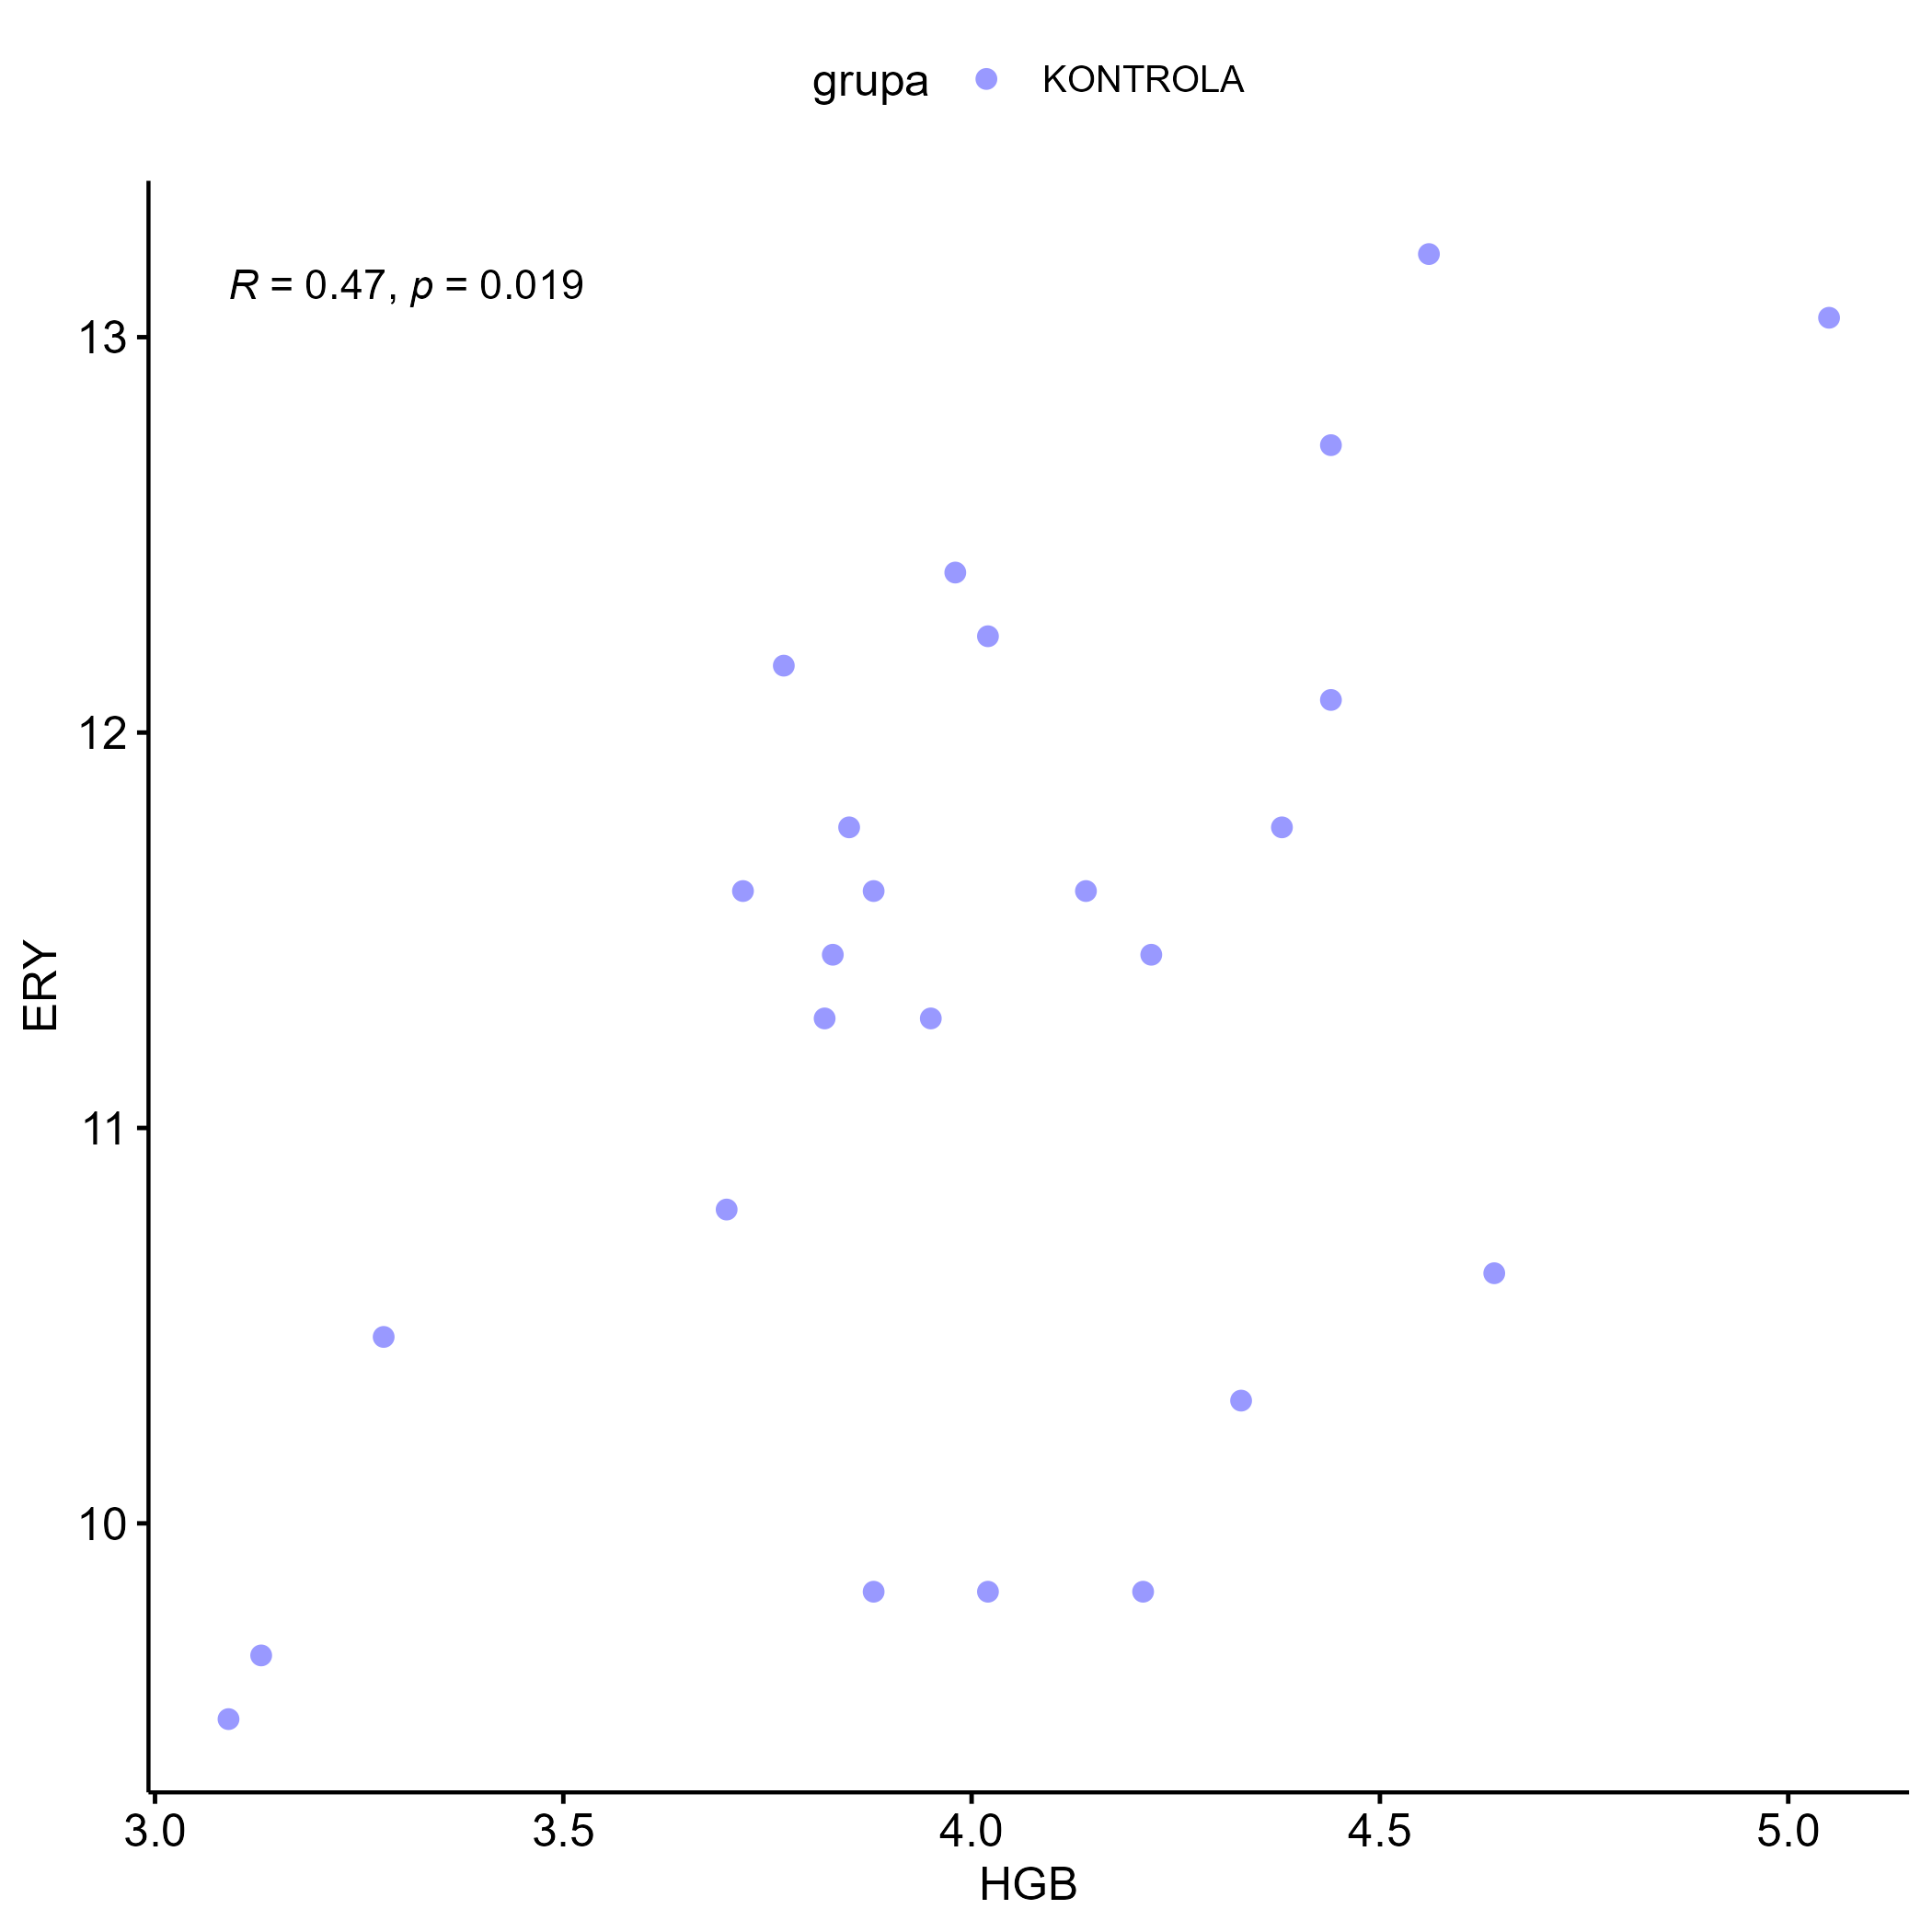 grupa KONTROLA
R = 0.47, p = 0.019
13
12
11
10
ERY
3.0 3.5 4.0 4.5 5.0
HGB